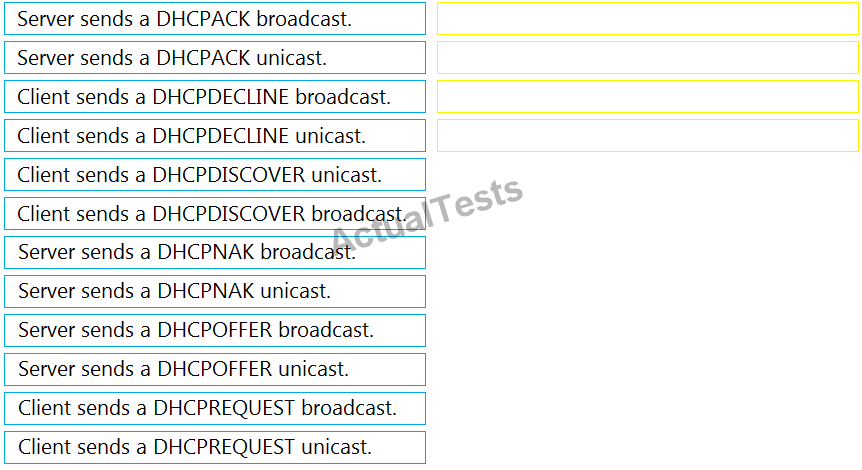 Server sends a DHCPACK broadcast.
Server sends a DHCPACK unicast.
Client sends a DHCPDECLINE broadcast.
Client sends a DHCPDECLINE unicast.
Client sends a DHCPDISCOVER unicast.
Client sends a DHCPDISCOVER broadcast.
ActualTests
Server sends a DHCPNAK broadcast.
Server sends a DHCPNAK unicast.
Server sends a DHCPOFFER broadcast.
Server sends a DHCPOFFER unicast.
Client sends a DHCPREQUEST broadcast.
Client sends a DHCPREQUEST unicast.